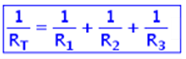 1/R_T = 1/R_1 + 1/R_2 + 1/R_3